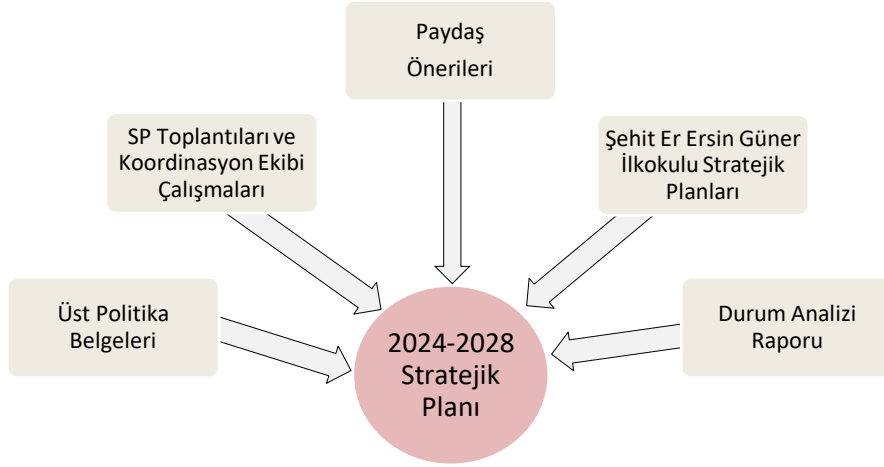 Paydaş
Önerileri
SP Toplantıları ve
Koordinasyon Ekibi
Çalışmaları
Şehit Er Ersin Güner
İlkokulu Stratejik
Planları
Üst Politika
Belgeleri
Durum Analizi
Raporu
2024-2028
Stratejik
Planı